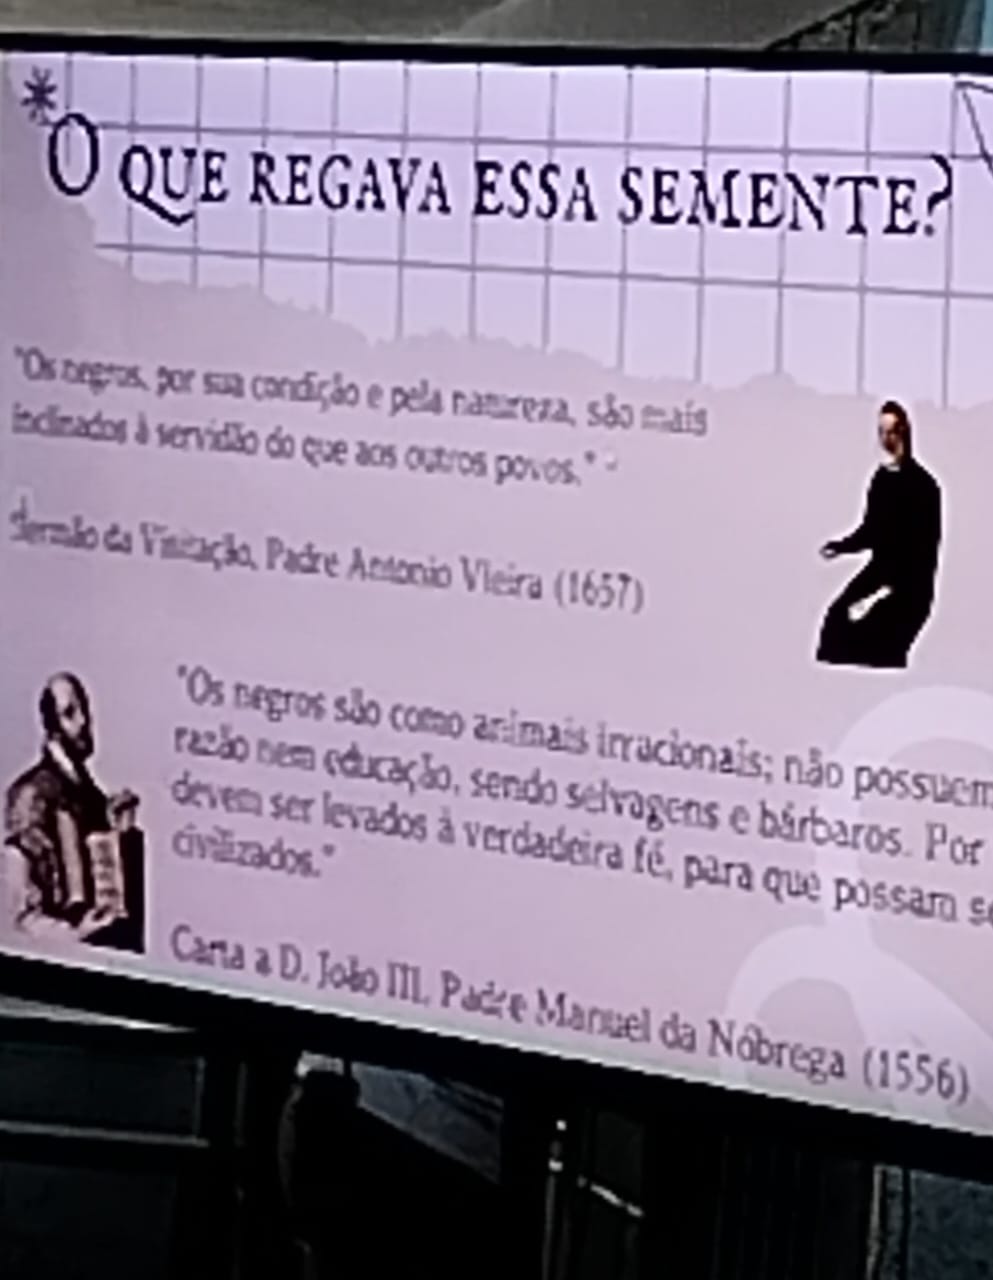 *
O QUE REGAVA ESSA SEMENTE?
"Os negros, por sua condição e pela natureza, são mais
inclinados à servidão do que aos outros povos."
Sermão da Visitação, Padre Antonio Vieira (1657)
"Os negros são como animais irracionais; não possuem
razão nem educação, sendo selvagens e bárbaros. Por
devem ser levados à verdadeira fé, para que possam se
civilizados."
Carta a D. João III, Padre Manuel da Nóbrega (1556)